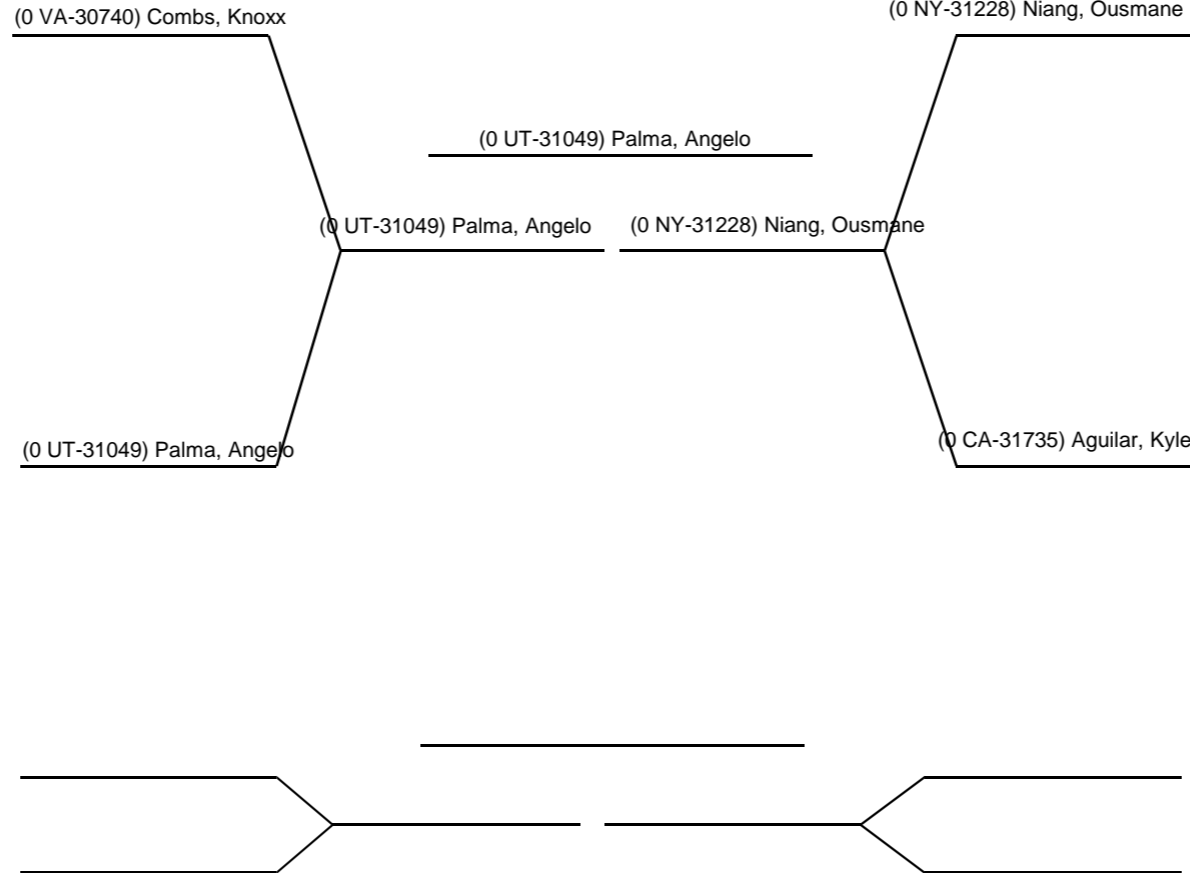 (0 VA-30740) Combs, Knoxx
(0 NY-31228) Niang, Ousmane
(0 UT-31049) Palma, Angelo
(0 UT-31049) Palma, Angelo
(0 NY-31228) Niang, Ousmane
(0 UT-31049) Palma, Angelo
(0 CA-31735) Aguilar, Kyle